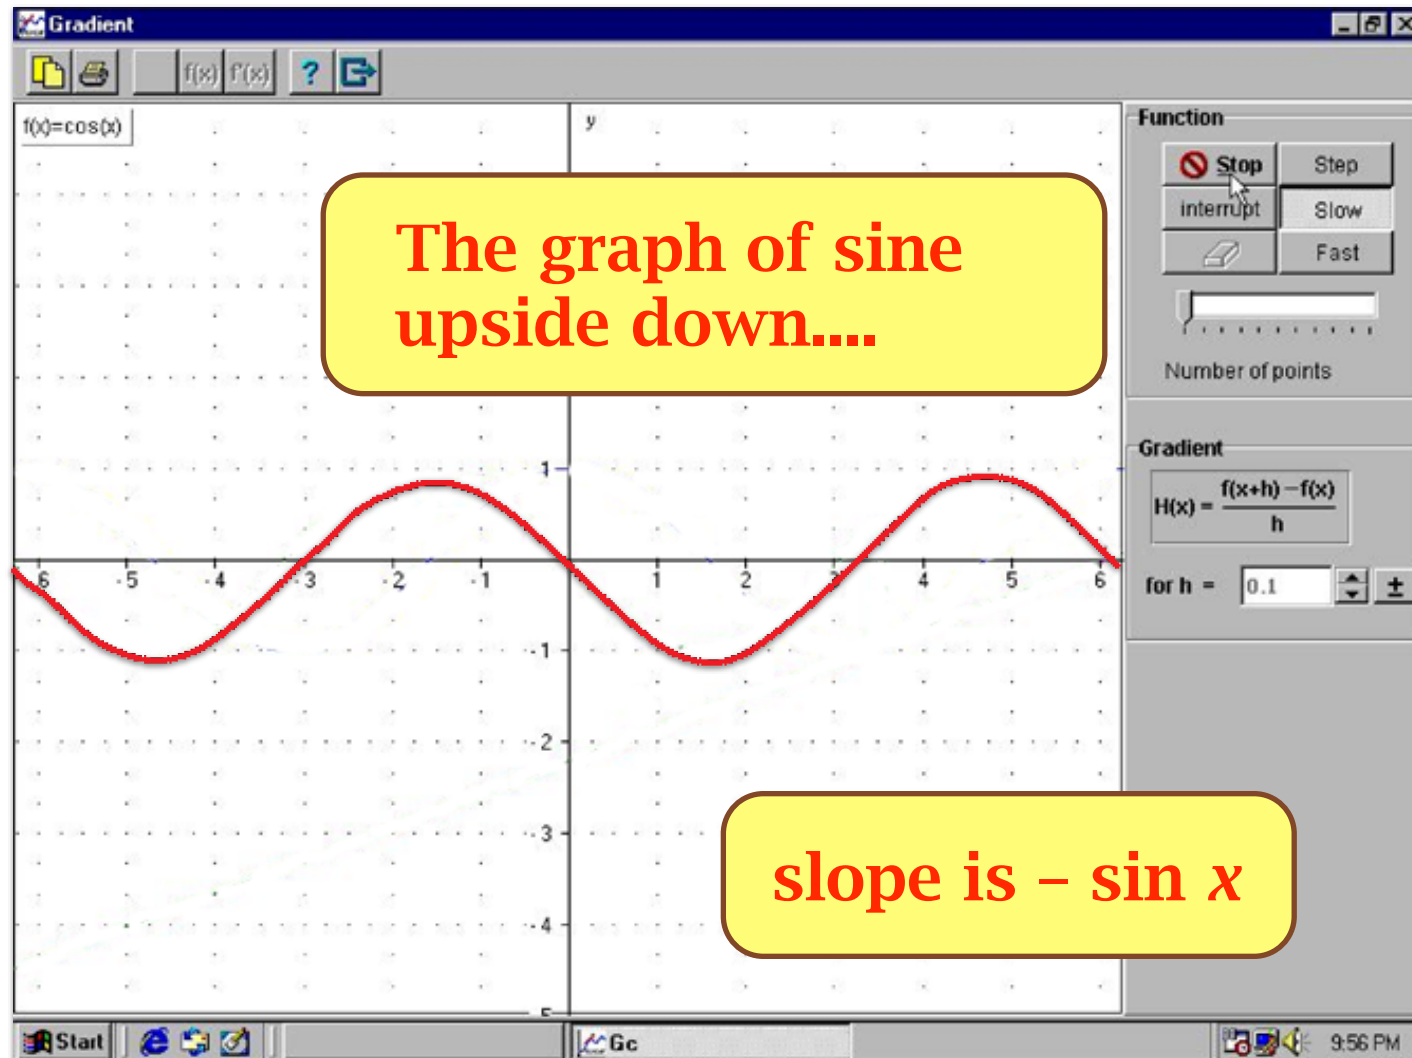 Gradient
f(x) f'(x) ?
f(x)=cos(x)
y
The graph of sine
upside down....
1
- 6 - 5 - 4 - 3 - 2 - 1 1 2 3 4 5 6
- 1
- 2
- 3
- 4
slope is – sin x
Function
Stop Step
interrupt Slow
Fast
Number of points
Gradient
H(x) = f(x+h) – f(x)
h
for h = 0.1 ±
Start
Gc
9:56 PM